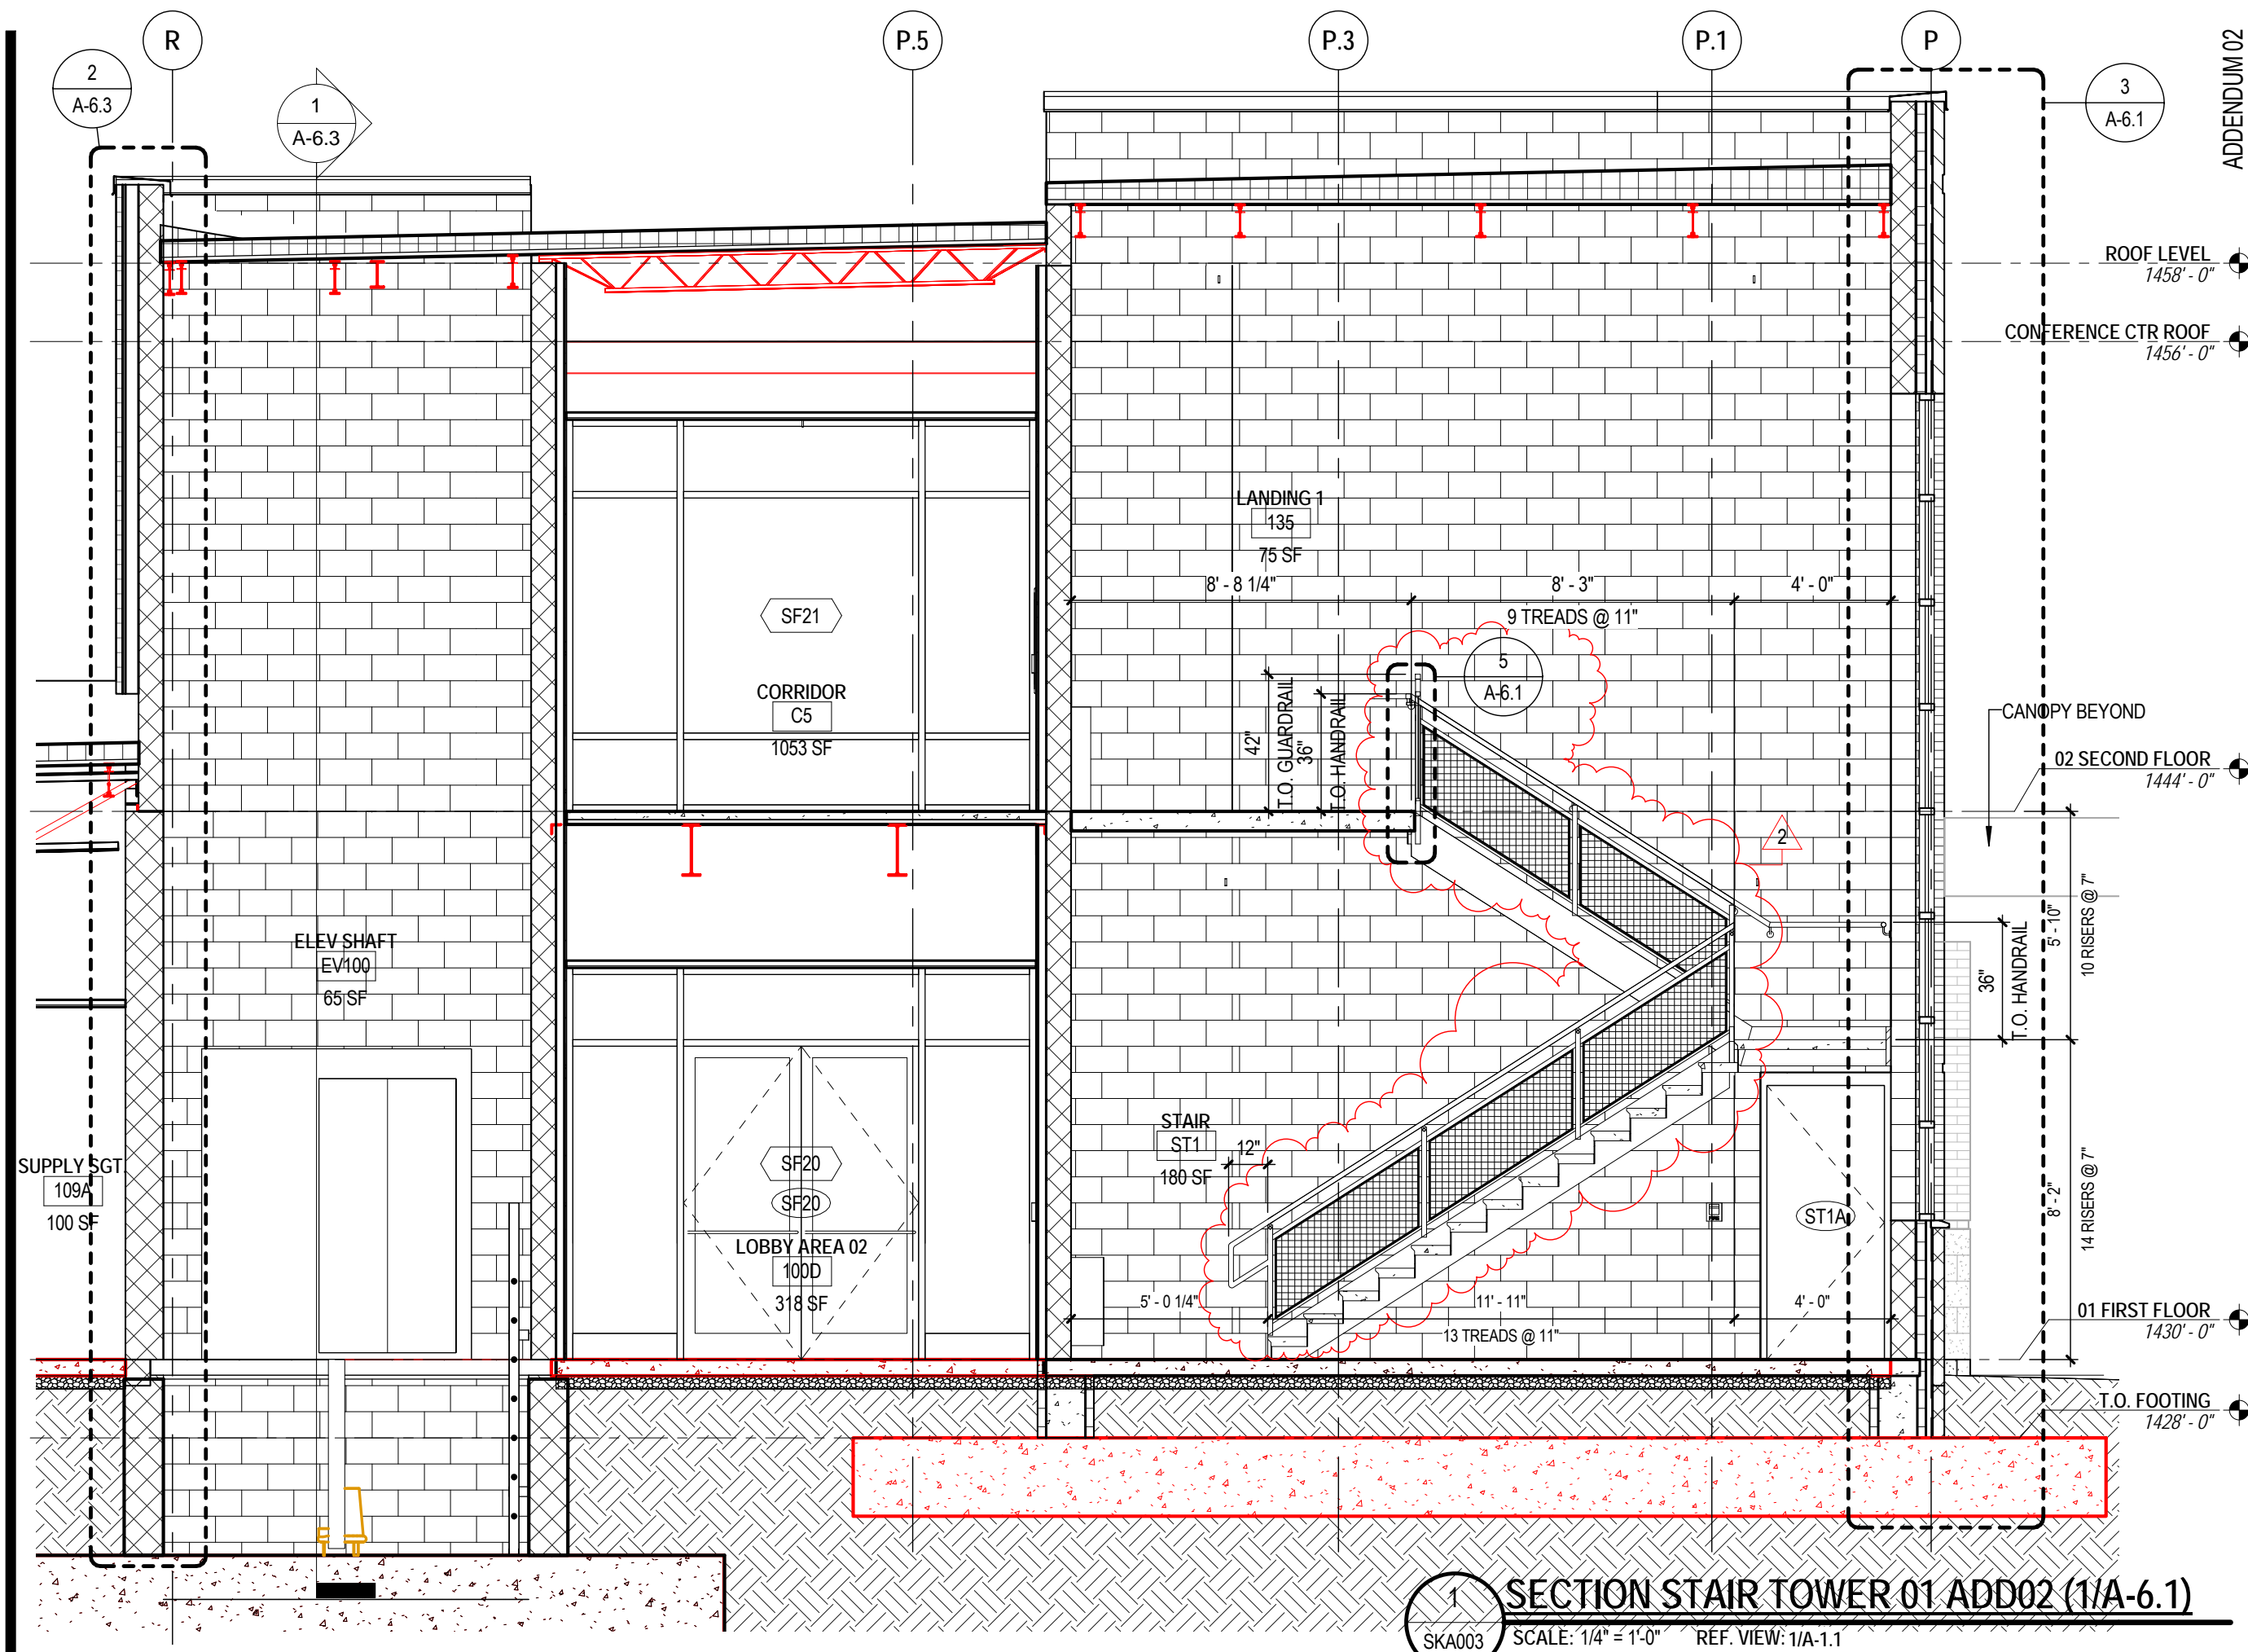 R
P.5
P.3
P.1
P
2
A-6.3
1
A-6.3
3
A-6.1
ADDENDUM 02
ROOF LEVEL
1458' - 0"
CONFERENCE CTR ROOF
1456' - 0"
LANDING 1
135
75 SF
8' - 8 1/4"
8' - 3"
4' - 0"
9 TREADS @ 11"
SF21
5
A-6.1
CORRIDOR
C5
1053 SF
42"
T.O. GUARDRAIL
36"
T.O. HANDRAIL
CANOPY BEYOND
02 SECOND FLOOR
1444' - 0"
2
5' - 10"
10 RISERS @ 7"
36"
T.O. HANDRAIL
ELEV SHAFT
EV100
65 SF
STAIR
ST1
180 SF
12"
SUPPLY SGT.
109A
100 SF
SF20
SF20
LOBBY AREA 02
100D
318 SF
ST1A
8' - 2"
14 RISERS @ 7"
5' - 0 1/4"
11' - 11"
4' - 0"
13 TREADS @ 11"
01 FIRST FLOOR
1430' - 0"
T.O. FOOTING
1428' - 0"
1
SKA003
SECTION STAIR TOWER 01 ADD02 (1/A-6.1)
SCALE: 1/4" = 1'-0"
REF. VIEW: 1/A-1.1